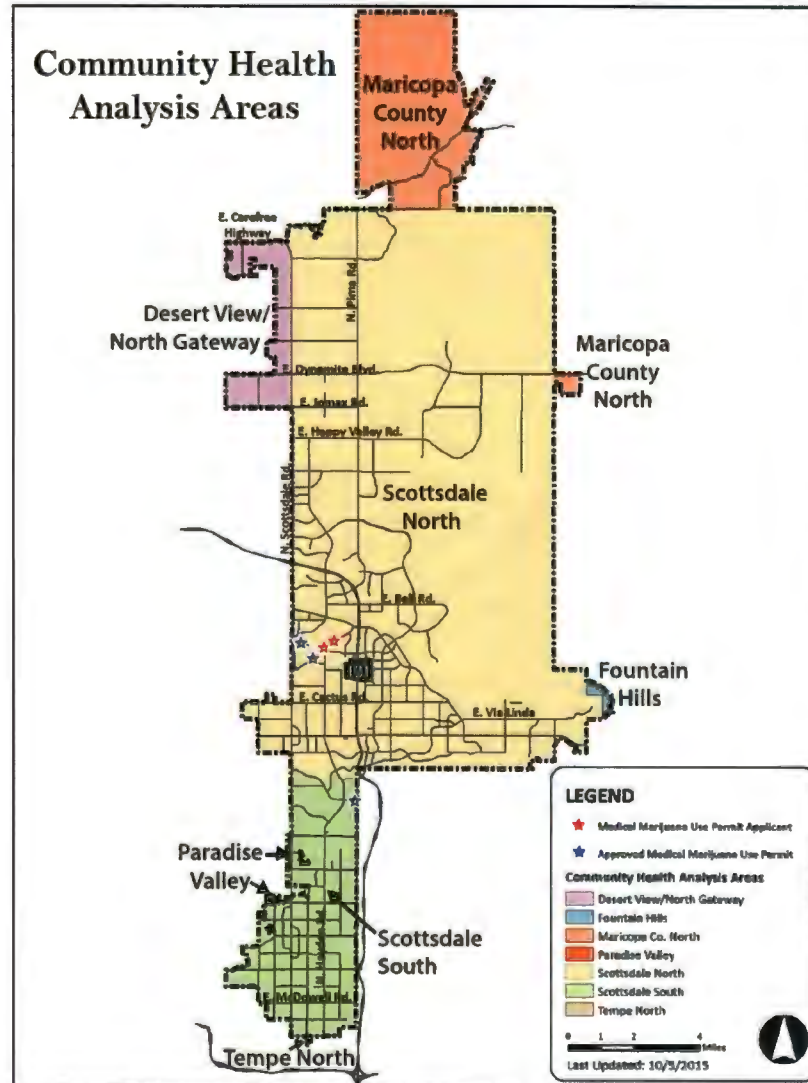 Community Health
Analysis Areas
Maricopa
County
North
E. Carefree
Highway
N. Pima Rd.
Desert View/
North Gateway
Maricopa
County
North
E. Dynamite Blvd.
E. Jomax Rd.
E. Happy Valley Rd.
N. Scottsdale Rd.
Scottsdale
North
E. Bell Rd.
Fountain
Hills
E. Cactus Rd.
E. Via Linda
Paradise
Valley
N. Hayden Rd.
Scottsdale
South
E. McDowell Rd.
Tempe North
LEGEND
Medical Marijuana Use Permit Applicant
Approved Medical Marijuana Use Permit
Community Health Analysis Areas
Desert View/North Gateway
Fountain Hills
Maricopa Co. North
Paradise Valley
Scottsdale North
Scottsdale South
Tempe North
0 1 2 4
Miles
Last Updated: 10/5/2015